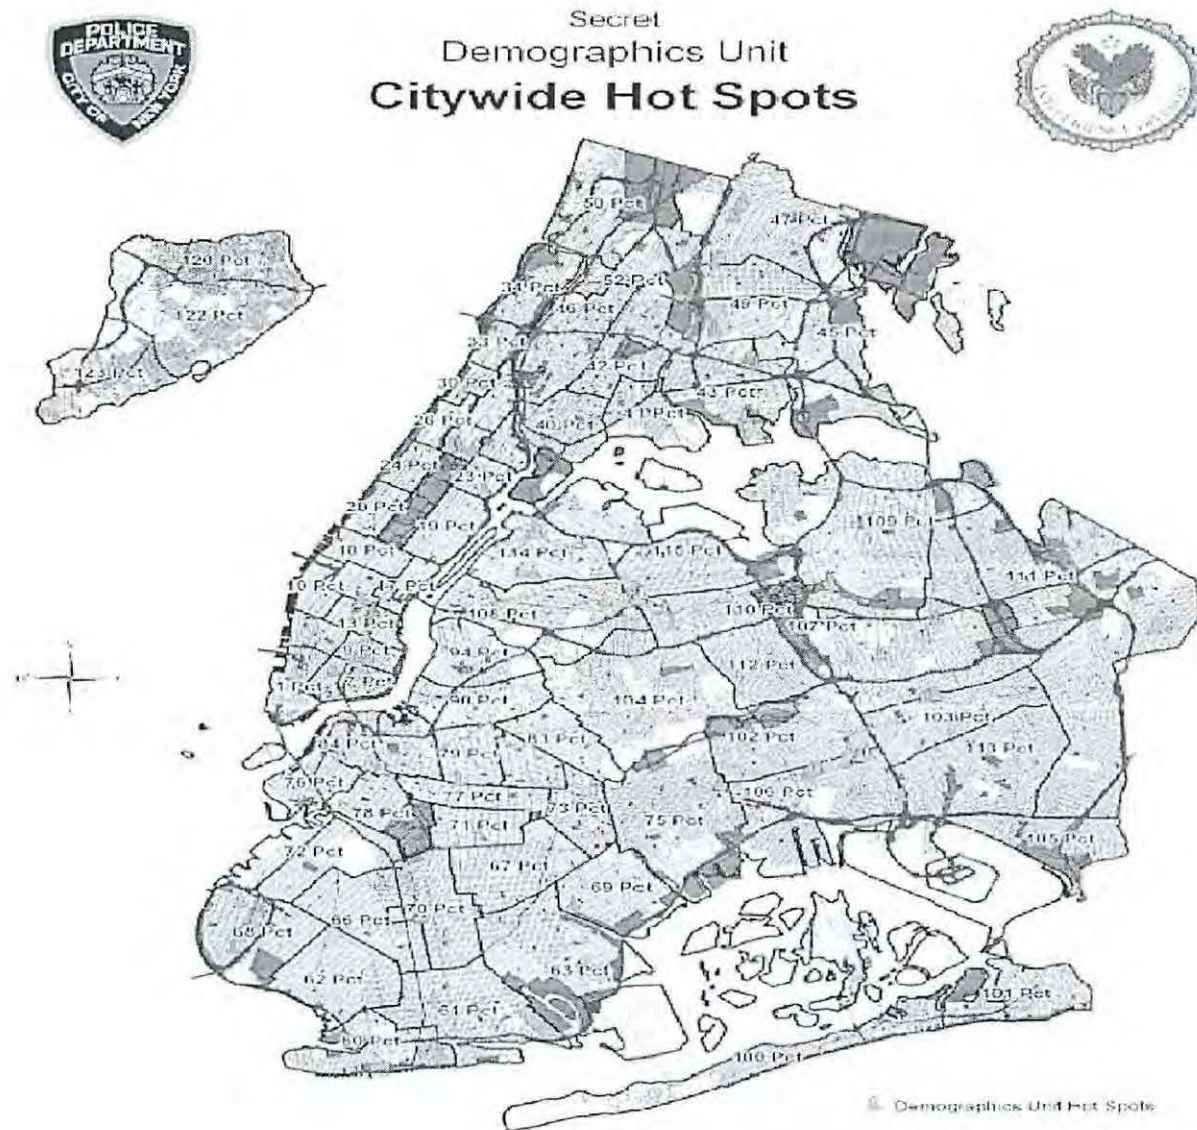 POLICE
DEPARTMENT
CITY OF
NEW YORK
Secret
Demographics Unit
Citywide Hot Spots
50 Pct
47 Pct
120 Pct
52 Pct
34 Pct
122 Pct
46 Pct
49 Pct
45 Pct
33 Pct
123 Pct
42 Pct
30 Pct
43 Pct
26 Pct
40 Pct
24 Pct
23 Pct
20 Pct
19 Pct
109 Pct
18 Pct
114 Pct
115 Pct
111 Pct
10 Pct
110 Pct
108 Pct
13 Pct
107 Pct
9 Pct
94 Pct
112 Pct
1 Pct
7 Pct
90 Pct
104 Pct
103 Pct
102 Pct
84 Pct
79 Pct
113 Pct
76 Pct
77 Pct
106 Pct
73 Pct
78 Pct
71 Pct
75 Pct
105 Pct
72 Pct
67 Pct
69 Pct
66 Pct
70 Pct
68 Pct
62 Pct
63 Pct
61 Pct
101 Pct
60 Pct
100 Pct
Demographics Unit Hot Spots